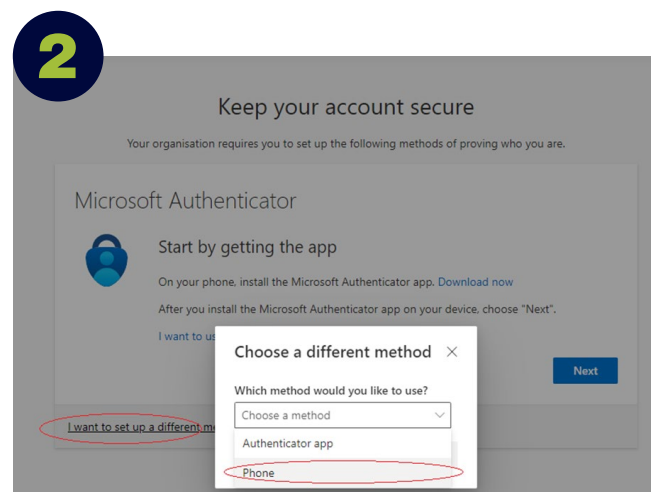 2
Keep your account secure
Your organisation requires you to set up the following methods of proving who you are.
Microsoft Authenticator
Start by getting the app
On your phone, install the Microsoft Authenticator app. Download now
After you install the Microsoft Authenticator app on your device, choose "Next".
I want to
Choose a different method
Next
Which method would you like to use?
Choose a method
I want to set up a different
Authenticator app
Phone